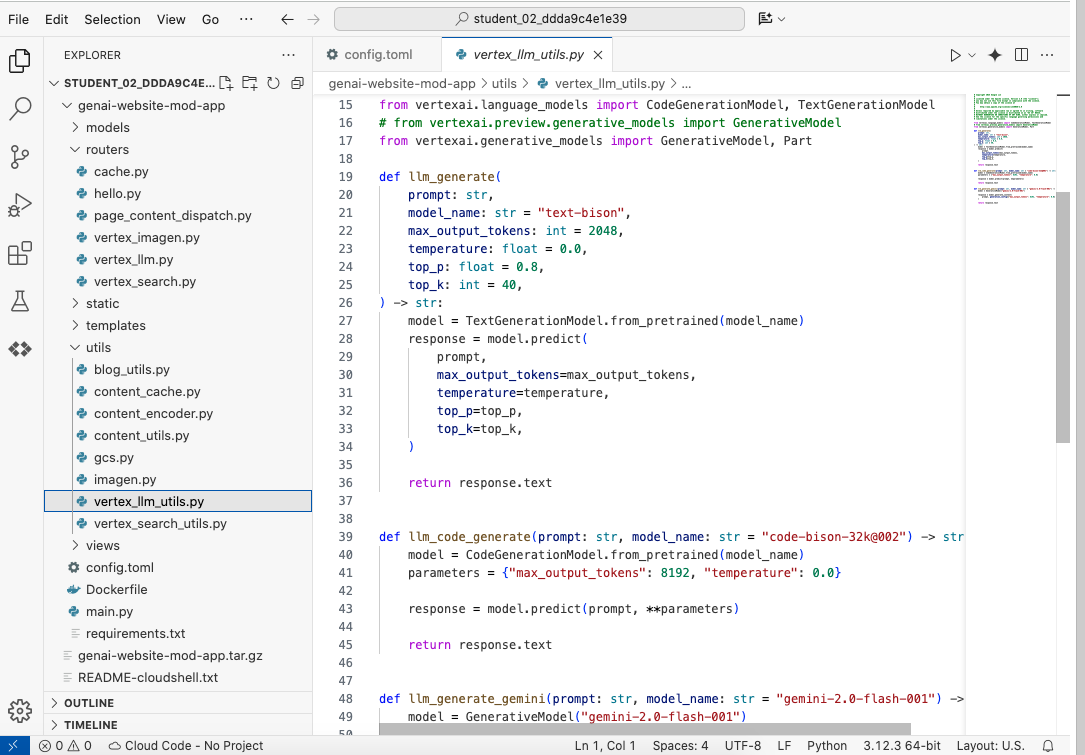 File Edit Selection View Go ··· student_02_ddda9c4e1e39
EXPLORER ···
STUDENT_02_DDDA9C4E...
genai-website-mod-app
models
routers
cache.py
hello.py
page_content_dispatch.py
vertex_imagen.py
vertex_llm.py
vertex_search.py
static
templates
utils
blog_utils.py
content_cache.py
content_encoder.py
content_utils.py
gcs.py
imagen.py
vertex_llm_utils.py
vertex_search_utils.py
views
config.toml
Dockerfile
main.py
requirements.txt
genai-website-mod-app.tar.gz
README-cloudshell.txt
OUTLINE
TIMELINE
config.toml vertex_llm_utils.py
genai-website-mod-app > utils > vertex_llm_utils.py > ...
15 from vertexai.language_models import CodeGenerationModel, TextGenerationModel
16 # from vertexai.preview.generative_models import GenerativeModel
17 from vertexai.generative_models import GenerativeModel, Part
18
19 def llm_generate(
20 prompt: str,
21 model_name: str = "text-bison",
22 max_output_tokens: int = 2048,
23 temperature: float = 0.0,
24 top_p: float = 0.8,
25 top_k: int = 40,
26 ) -> str:
27 model = TextGenerationModel.from_pretrained(model_name)
28 response = model.predict(
29 prompt,
30 max_output_tokens=max_output_tokens,
31 temperature=temperature,
32 top_p=top_p,
33 top_k=top_k,
34 )
35
36 return response.text
37
38
39 def llm_code_generate(prompt: str, model_name: str = "code-bison-32k@002") -> str
40 model = CodeGenerationModel.from_pretrained(model_name)
41 parameters = {"max_output_tokens": 8192, "temperature": 0.0}
42
43 response = model.predict(prompt, **parameters)
44
45 return response.text
46
47
48 def llm_generate_gemini(prompt: str, model_name: str = "gemini-2.0-flash-001") ->
49 model = GenerativeModel("gemini-2.0-flash-001")
50
0 0 Cloud Code - No Project Ln 1, Col 1 Spaces: 4 UTF-8 LF Python 3.12.3 64-bit Layout: U.S.